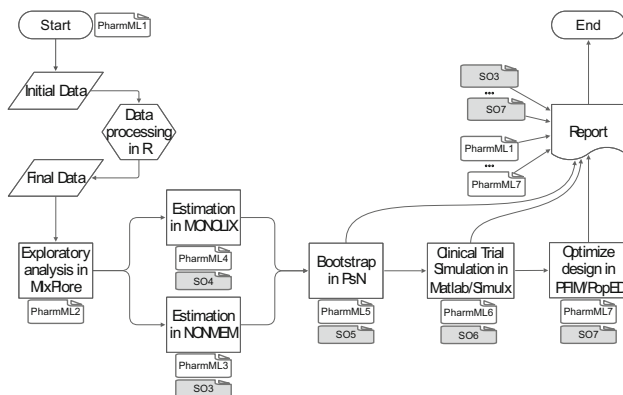 Start
PharmML1
End
Initial Data
SO3
...
SO7
Data
processing
in R
Report
PharmML1
...
PharmML7
Final Data
Estimation
in MONOLIX
Exploratory
analysis in
MlxPlore
PharmML4
SO4
Bootstrap
in PsN
Clinical Trial
Simulation in
Matlab/Simulx
Optimize
design in
PFIM/PopED
PharmML2
Estimation
in NONMEM
PharmML5
SO5
PharmML6
SO6
PharmML7
SO7
PharmML3
SO3